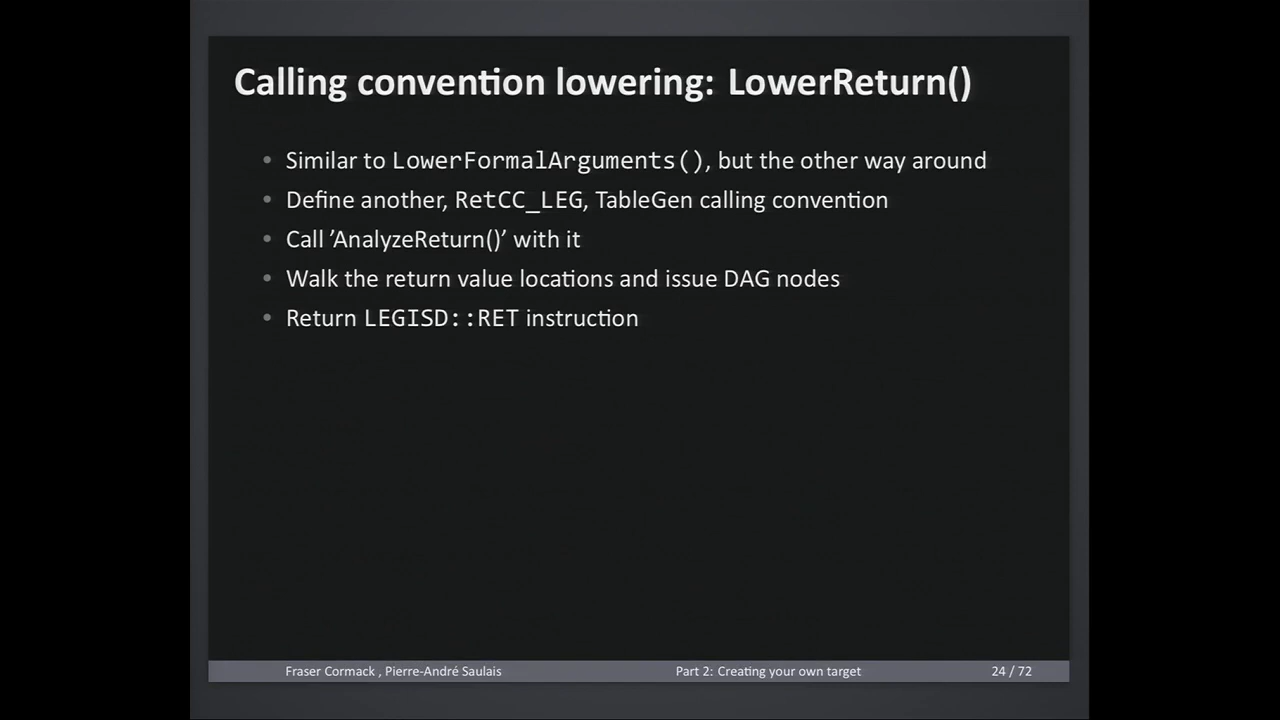 Calling convention lowering: LowerReturn()
• Similar to LowerFormalArguments(), but the other way around
• Define another, RetCC_LEG, TableGen calling convention
• Call ’AnalyzeReturn()’ with it
• Walk the return value locations and issue DAG nodes
• Return LEGISD::RET instruction
Fraser Cormack , Pierre-André Saulais Part 2: Creating your own target 24 / 72